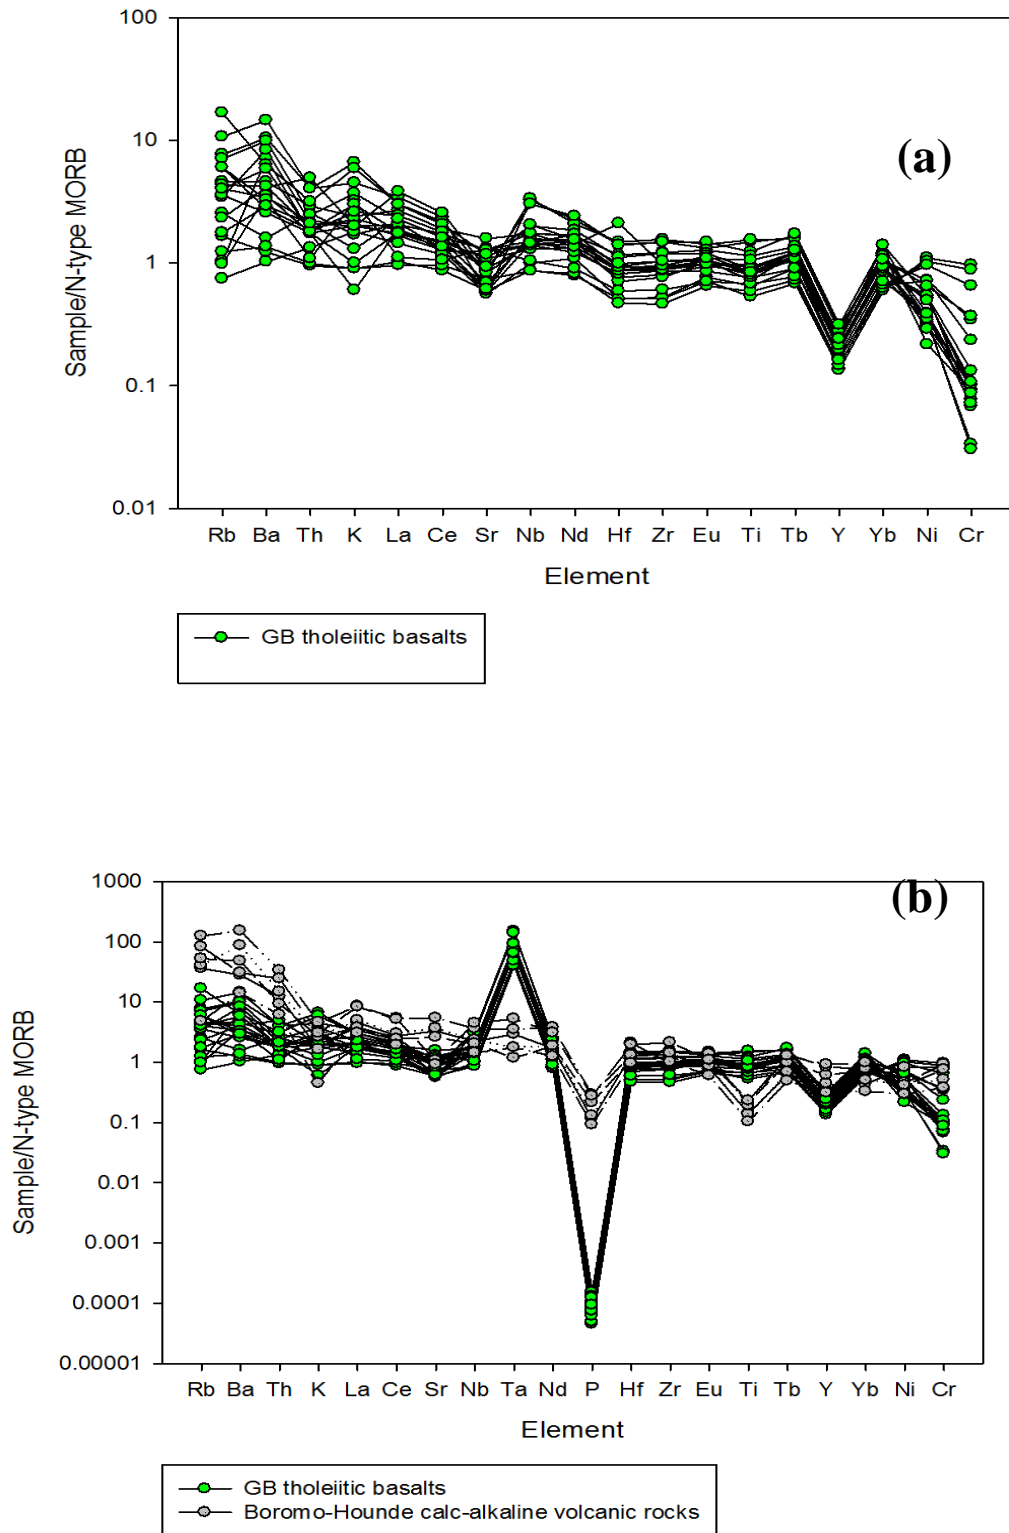 100
(a)
10
1
0.1
0.01
Sample/N-type MORB
Rb Ba Th K La Ce Sr Nb Nd Hf Zr Eu Ti Tb Y Yb Ni Cr
Element
GB tholeiitic basalts
1000
(b)
100
10
1
0.1
0.01
0.001
0.0001
0.00001
Sample/N-type MORB
Rb Ba Th K La Ce Sr Nb Ta Nd P Hf Zr Eu Ti Tb Y Yb Ni Cr
Element
GB tholeiitic basalts
Boromo-Hounde calc-alkaline volcanic rocks